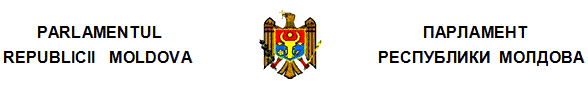 PARLAMENTUL
REPUBLICII MOLDOVA
ПАРЛАМЕНТ
РЕСПУБЛИКИ МОЛДОВА